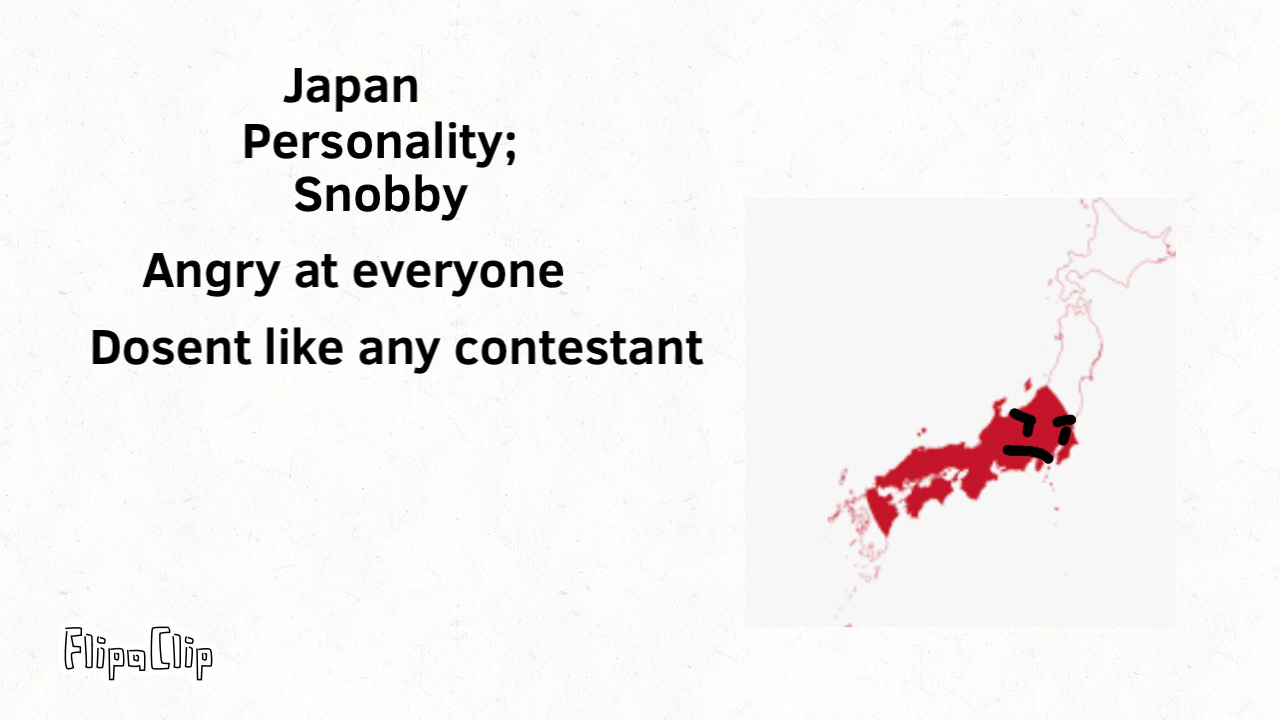 Japan
Personality;
Snobby
Angry at everyone
Dosent like any contestant
FlipaClip